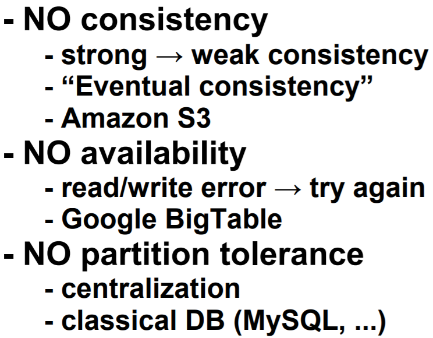 - NO consistency
- strong → weak consistency
- “Eventual consistency”
- Amazon S3
- NO availability
- read/write error → try again
- Google BigTable
- NO partition tolerance
- centralization
- classical DB (MySQL, ...)